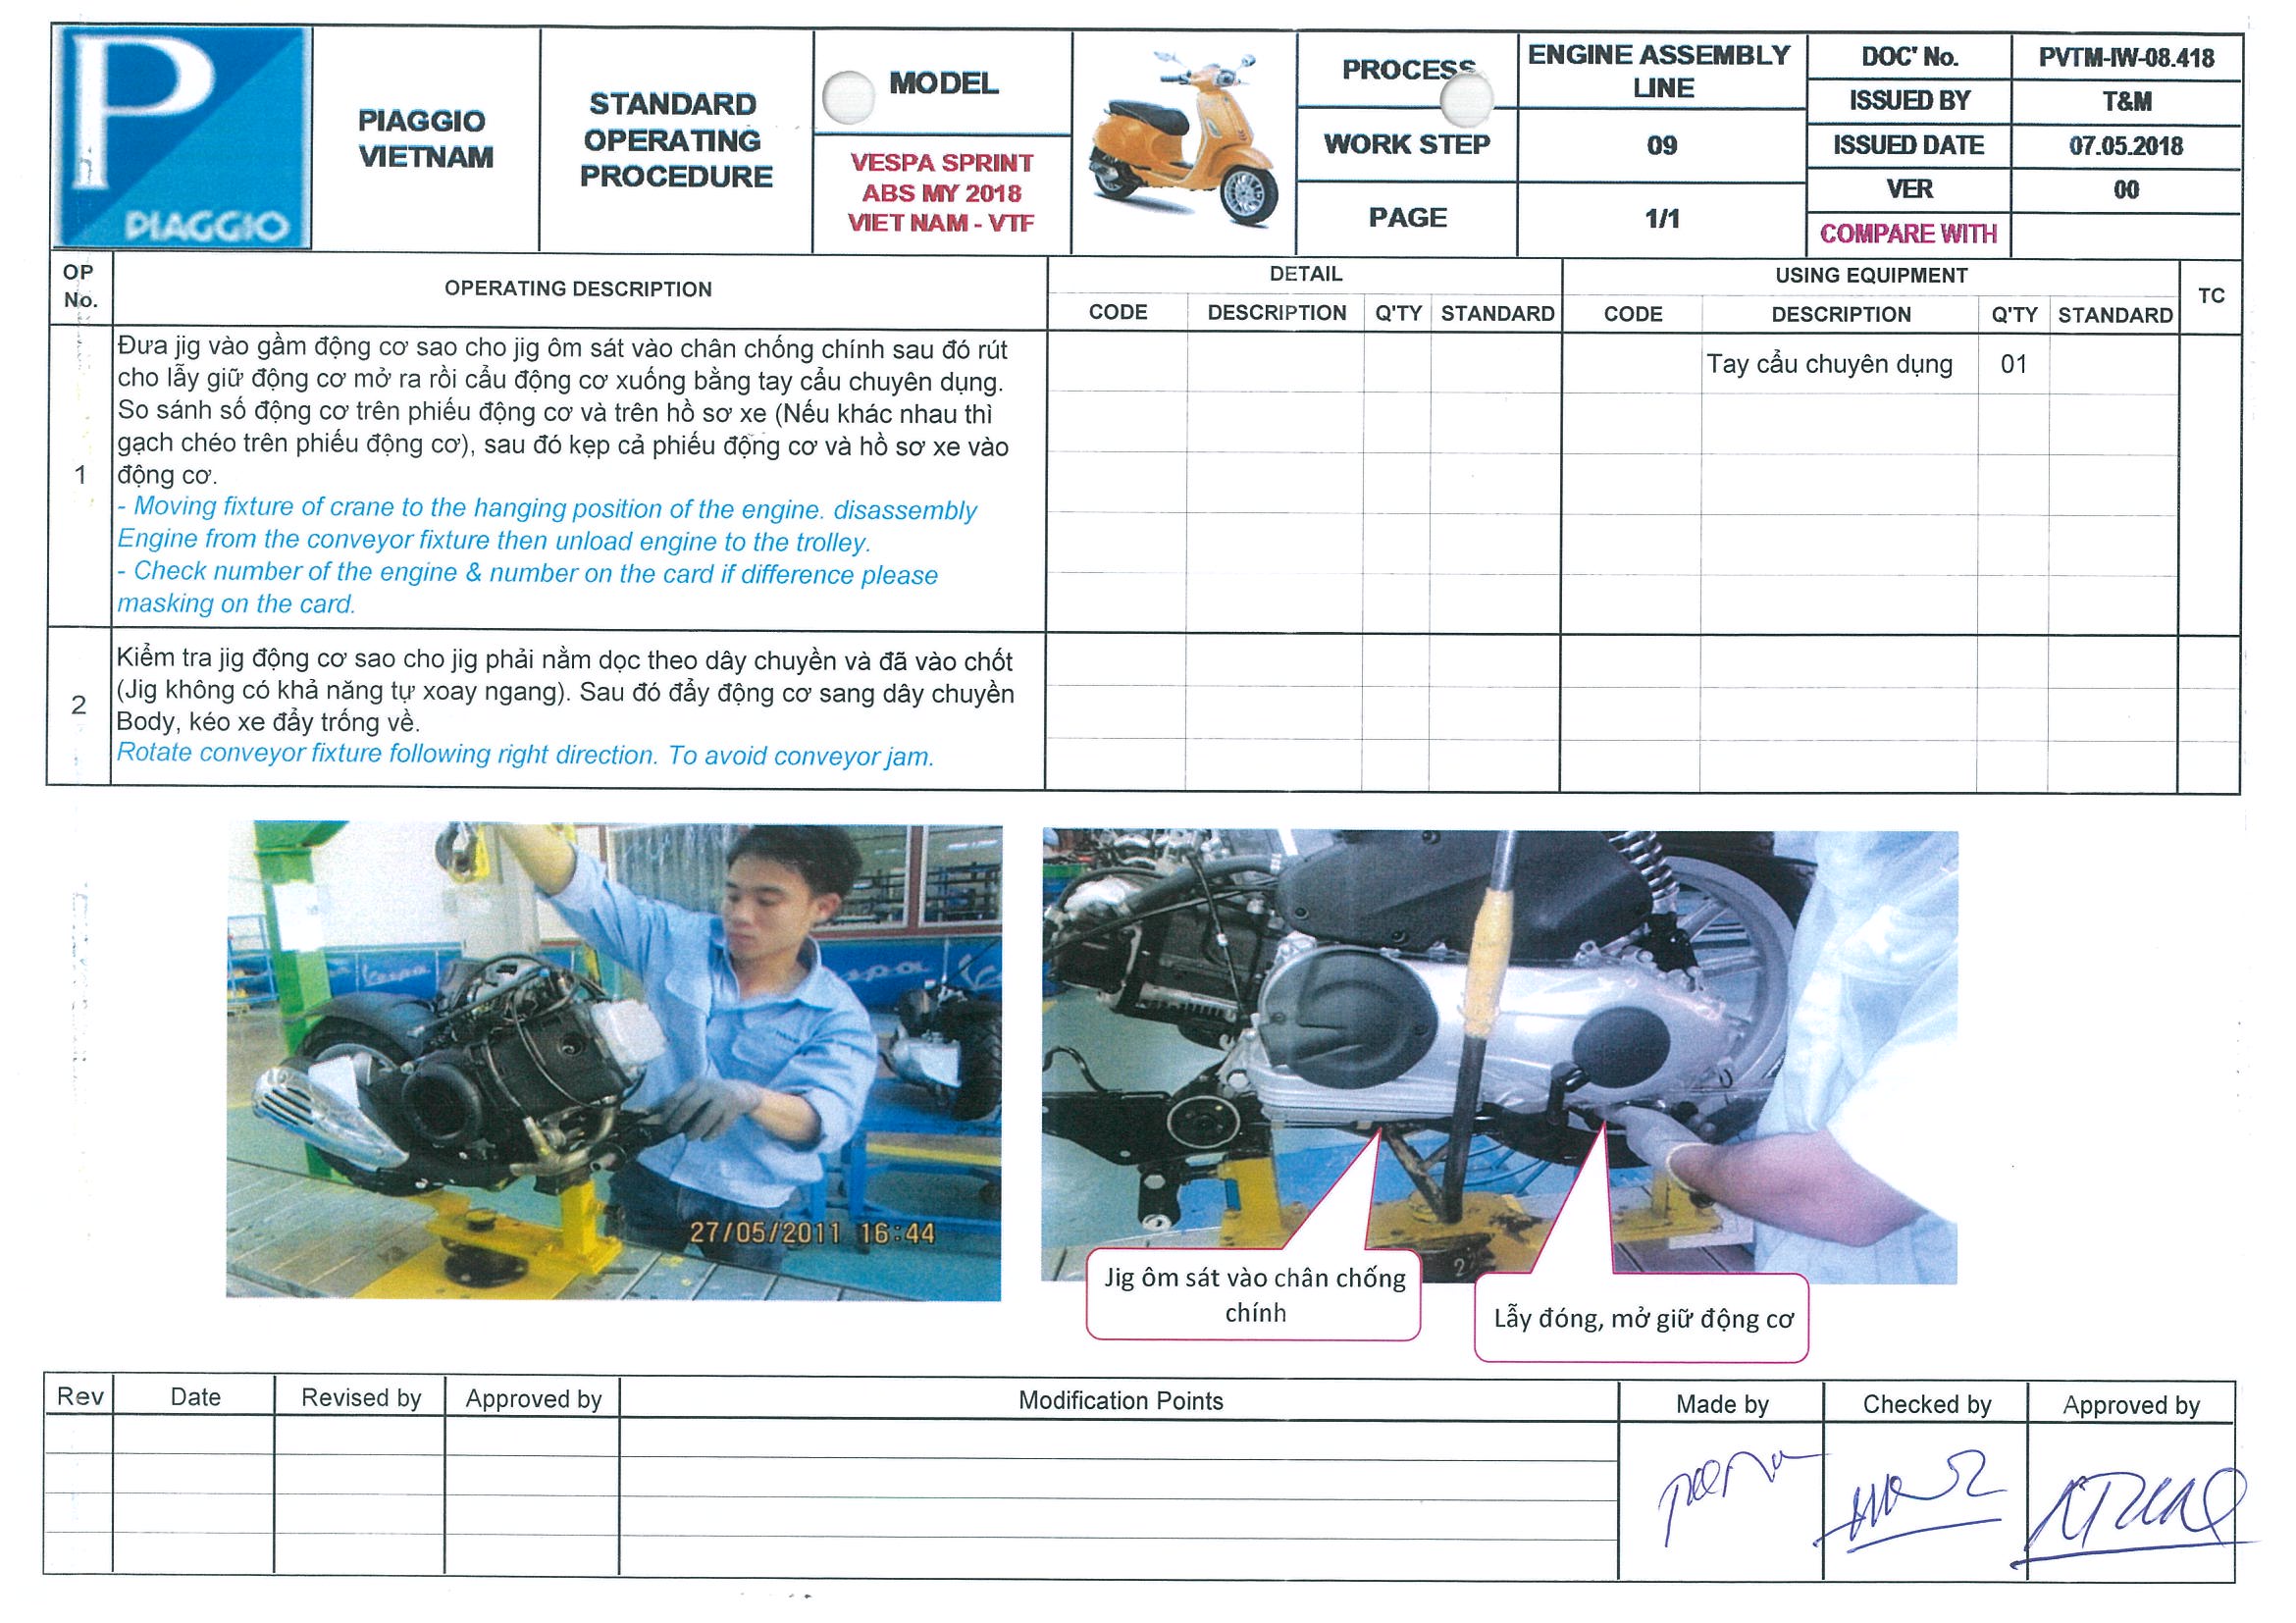 PIAGGIO
PIAGGIO
VIETNAM
STANDARD
OPERATING
PROCEDURE
MODEL
VESPA SPRINT
ABS MY 2018
VIET NAM - VTF
PROCESS
ENGINE ASSEMBLY
LINE
WORK STEP
09
PAGE
1/1
DOC' No.
PVTM-IW-08.418
ISSUED BY
T&M
ISSUED DATE
07.05.2018
VER
00
COMPARE WITH
OP
No.
OPERATING DESCRIPTION
DETAIL
USING EQUIPMENT
TC
CODE
DESCRIPTION
Q'TY
STANDARD
CODE
DESCRIPTION
Q'TY
STANDARD
1
Đưa jig vào gầm động cơ sao cho jig ôm sát vào chân chống chính sau đó rút
cho lẫy giữ động cơ mở ra rồi cẩu động cơ xuống bằng tay cẩu chuyên dụng.
So sánh số động cơ trên phiếu động cơ và trên hồ sơ xe (Nếu khác nhau thì
gạch chéo trên phiếu động cơ), sau đó kẹp cả phiếu động cơ và hồ sơ xe vào
động cơ.
- Moving fixture of crane to the hanging position of the engine. disassembly
Engine from the conveyor fixture then unload engine to the trolley.
- Check number of the engine & number on the card if difference please
masking on the card.
Tay cẩu chuyên dụng
01
2
Kiểm tra jig động cơ sao cho jig phải nằm dọc theo dây chuyền và đã vào chốt
(Jig không có khả năng tự xoay ngang). Sau đó đẩy động cơ sang dây chuyền
Body, kéo xe đẩy trống về.
Rotate conveyor fixture following right direction. To avoid conveyor jam.
Vespa
27/05/2011 16:44
Jig ôm sát vào chân chống
chính
Lẫy đóng, mở giữ động cơ
Rev
Date
Revised by
Approved by
Modification Points
Made by
Checked by
Approved by